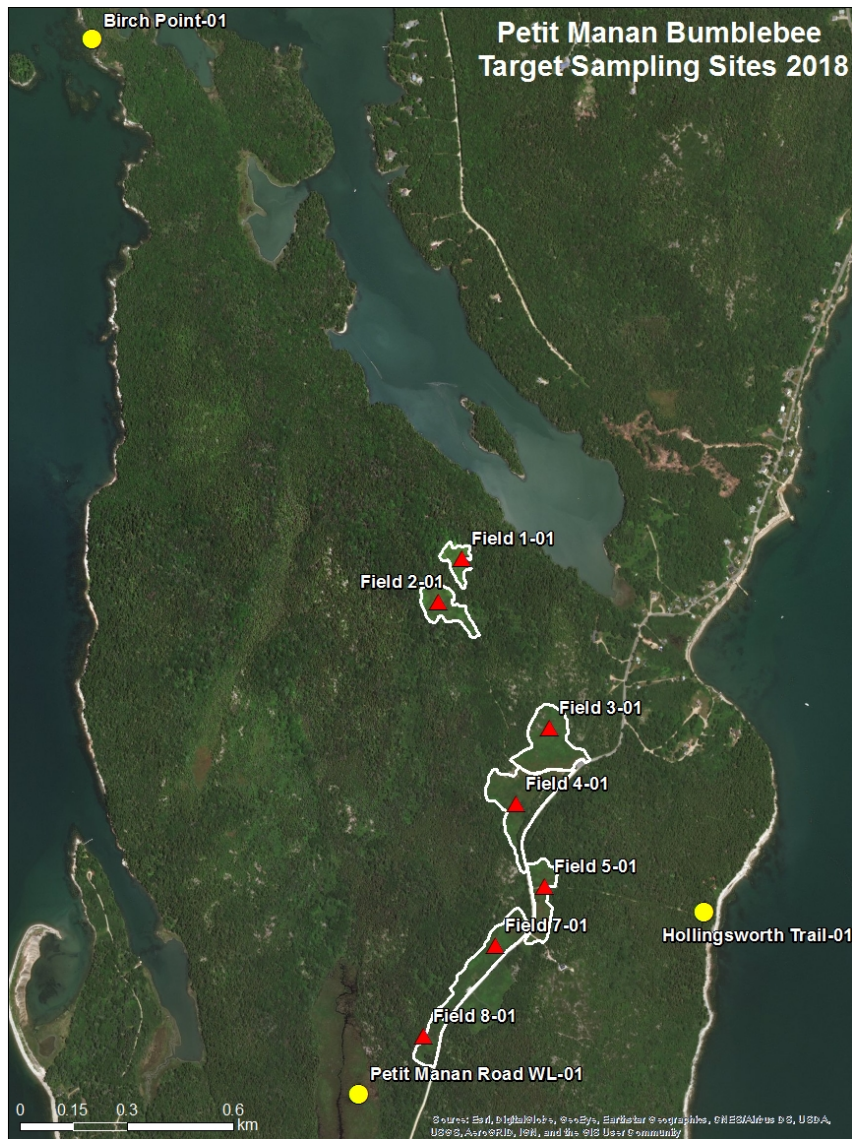 Birch Point-01
Petit Manan Bumblebee
Target Sampling Sites 2018
Field 1-01
Field 2-01
Field 3-01
Field 4-01
Field 5-01
Hollingsworth Trail-01
Field 7-01
Field 8-01
Petit Manan Road WL-01
0 0.15 0.3 0.6
km
Source: Esri, DigitalGlobe, GeoEye, Earthstar Geographics, CNES/Airbus DS, USDA,
USGS, AeroGRID, IGN, and the GIS User Community